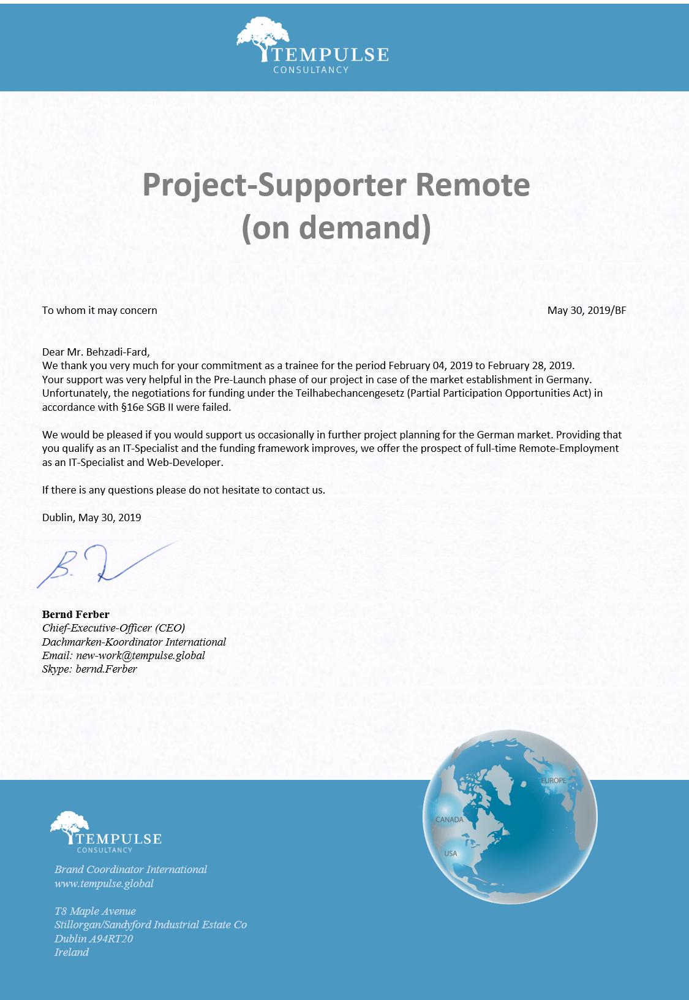 TEMPULSE
CONSULTANCY
Project-Supporter Remote
(on demand)
To whom it may concern May 30, 2019/BF
Dear Mr. Behzadi-Fard,
We thank you very much for your commitment as a trainee for the period February 04, 2019 to February 28, 2019.
Your support was very helpful in the Pre-Launch phase of our project in case of the market establishment in Germany.
Unfortunately, the negotiations for funding under the Teilhabechancengesetz (Partial Participation Opportunities Act) in
accordance with §16e SGB II were failed.
We would be pleased if you would support us occasionally in further project planning for the German market. Providing that
you qualify as an IT-Specialist and the funding framework improves, we offer the prospect of full-time Remote-Employment
as an IT-Specialist and Web-Developer.
If there is any questions please do not hesitate to contact us.
Dublin, May 30, 2019
Bernd Ferber
Chief-Executive-Officer (CEO)
Dachmarken-Koordinator International
Email: new-work@tempulse.global
Skype: bernd.Ferber
EUROPE
CANADA
USA
TEMPULSE
CONSULTANCY
Brand Coordinator International
www.tempulse.global
T8 Maple Avenue
Stillorgan/Sandyford Industrial Estate Co
Dublin A94RT20
Ireland